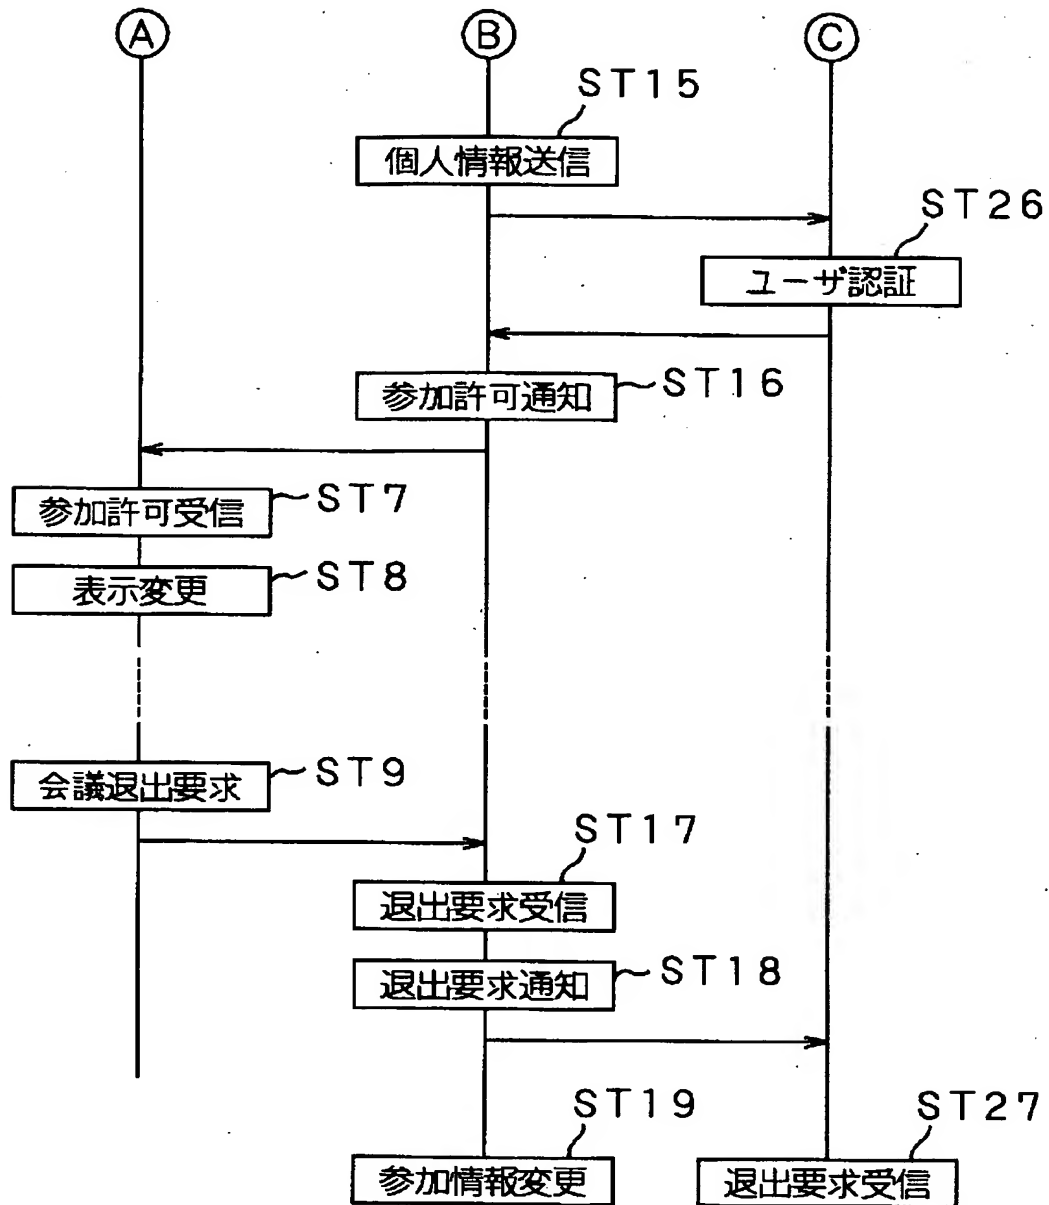 A B C
ST15
個人情報送信
ST26
ユーザ認証
参加許可通知 ST16
参加許可受信 ST7
表示変更 ST8
会議退出要求 ST9
ST17
退出要求受信
退出要求通知 ST18
ST19 ST27
参加情報変更 退出要求受信